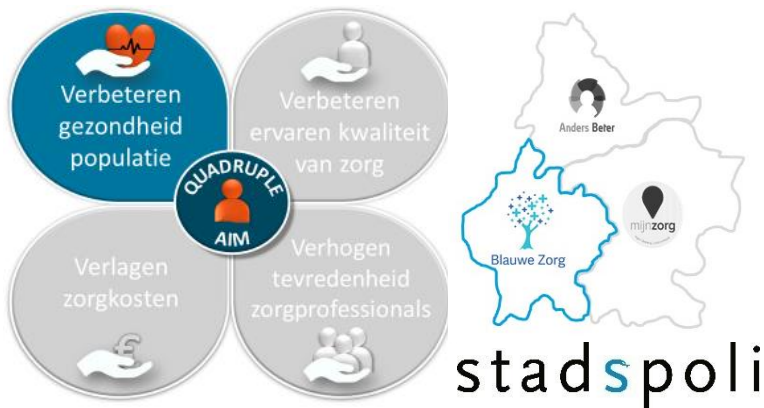 Verbeteren
gezondheid
populatie
Verbeteren
ervaren kwaliteit
van zorg
QUADRUPLE
AIM
Verlagen
zorgkosten
€
Verhogen
tevredenheid
zorgprofessionals
Anders Beter
mijnzorg
Blauwe Zorg
stadspoli